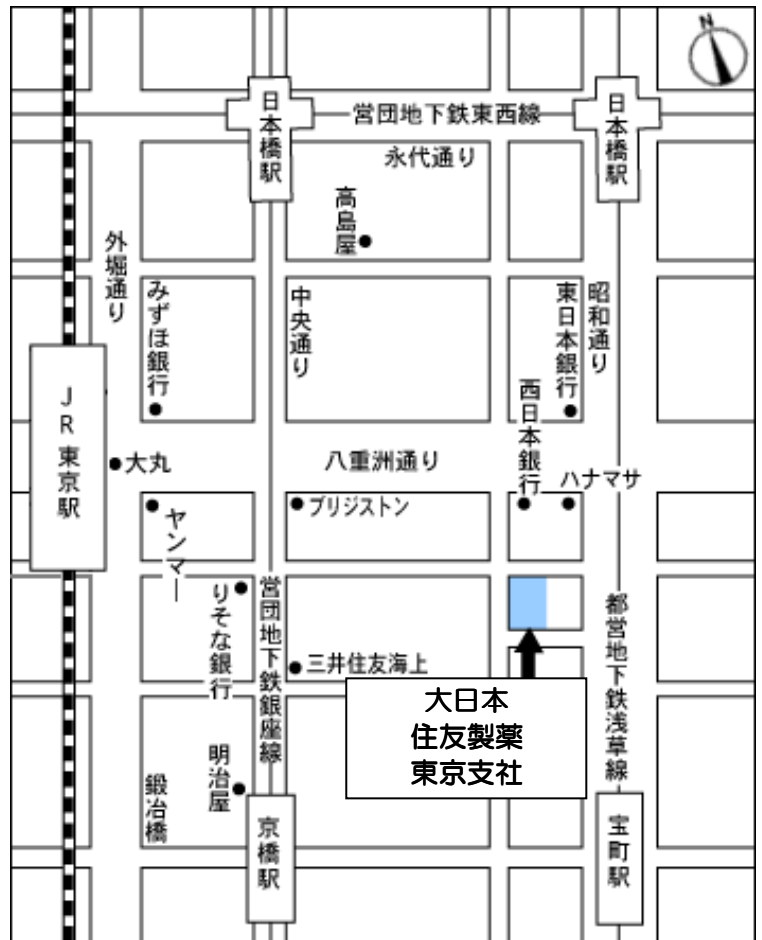 N
日本橋駅
営団地下鉄東西線
日本橋駅
永代通り
高島屋
外堀通り
みずほ銀行
中央通り
東日本銀行
昭和通り
JR東京駅
大丸
八重洲通り
西日本銀行
ハナマサ
ヤンマー
ブリジストン
りそな銀行
営団地下鉄銀座線
三井住友海上
都営地下鉄浅草線
大日本
住友製薬
東京支社
明治屋
鍛冶橋
京橋駅
宝町駅